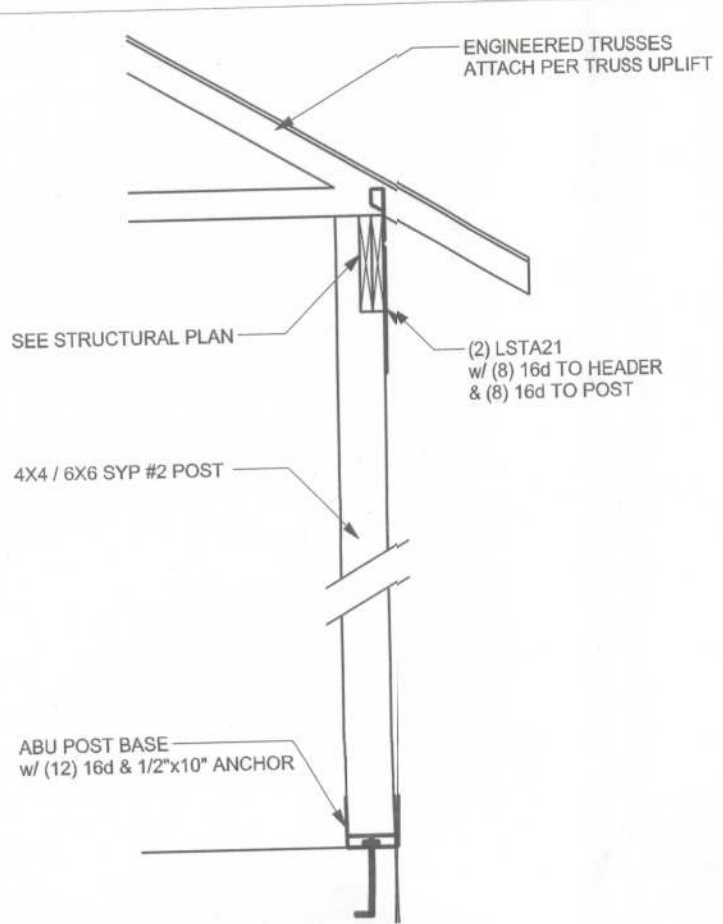 ENGINEERED TRUSSES
ATTACH PER TRUSS UPLIFT
SEE STRUCTURAL PLAN
(2) LSTA21
w/ (8) 16d TO HEADER
& (8) 16d TO POST
4X4 / 6X6 SYP #2 POST
ABU POST BASE
w/ (12) 16d & 1/2"x10" ANCHOR